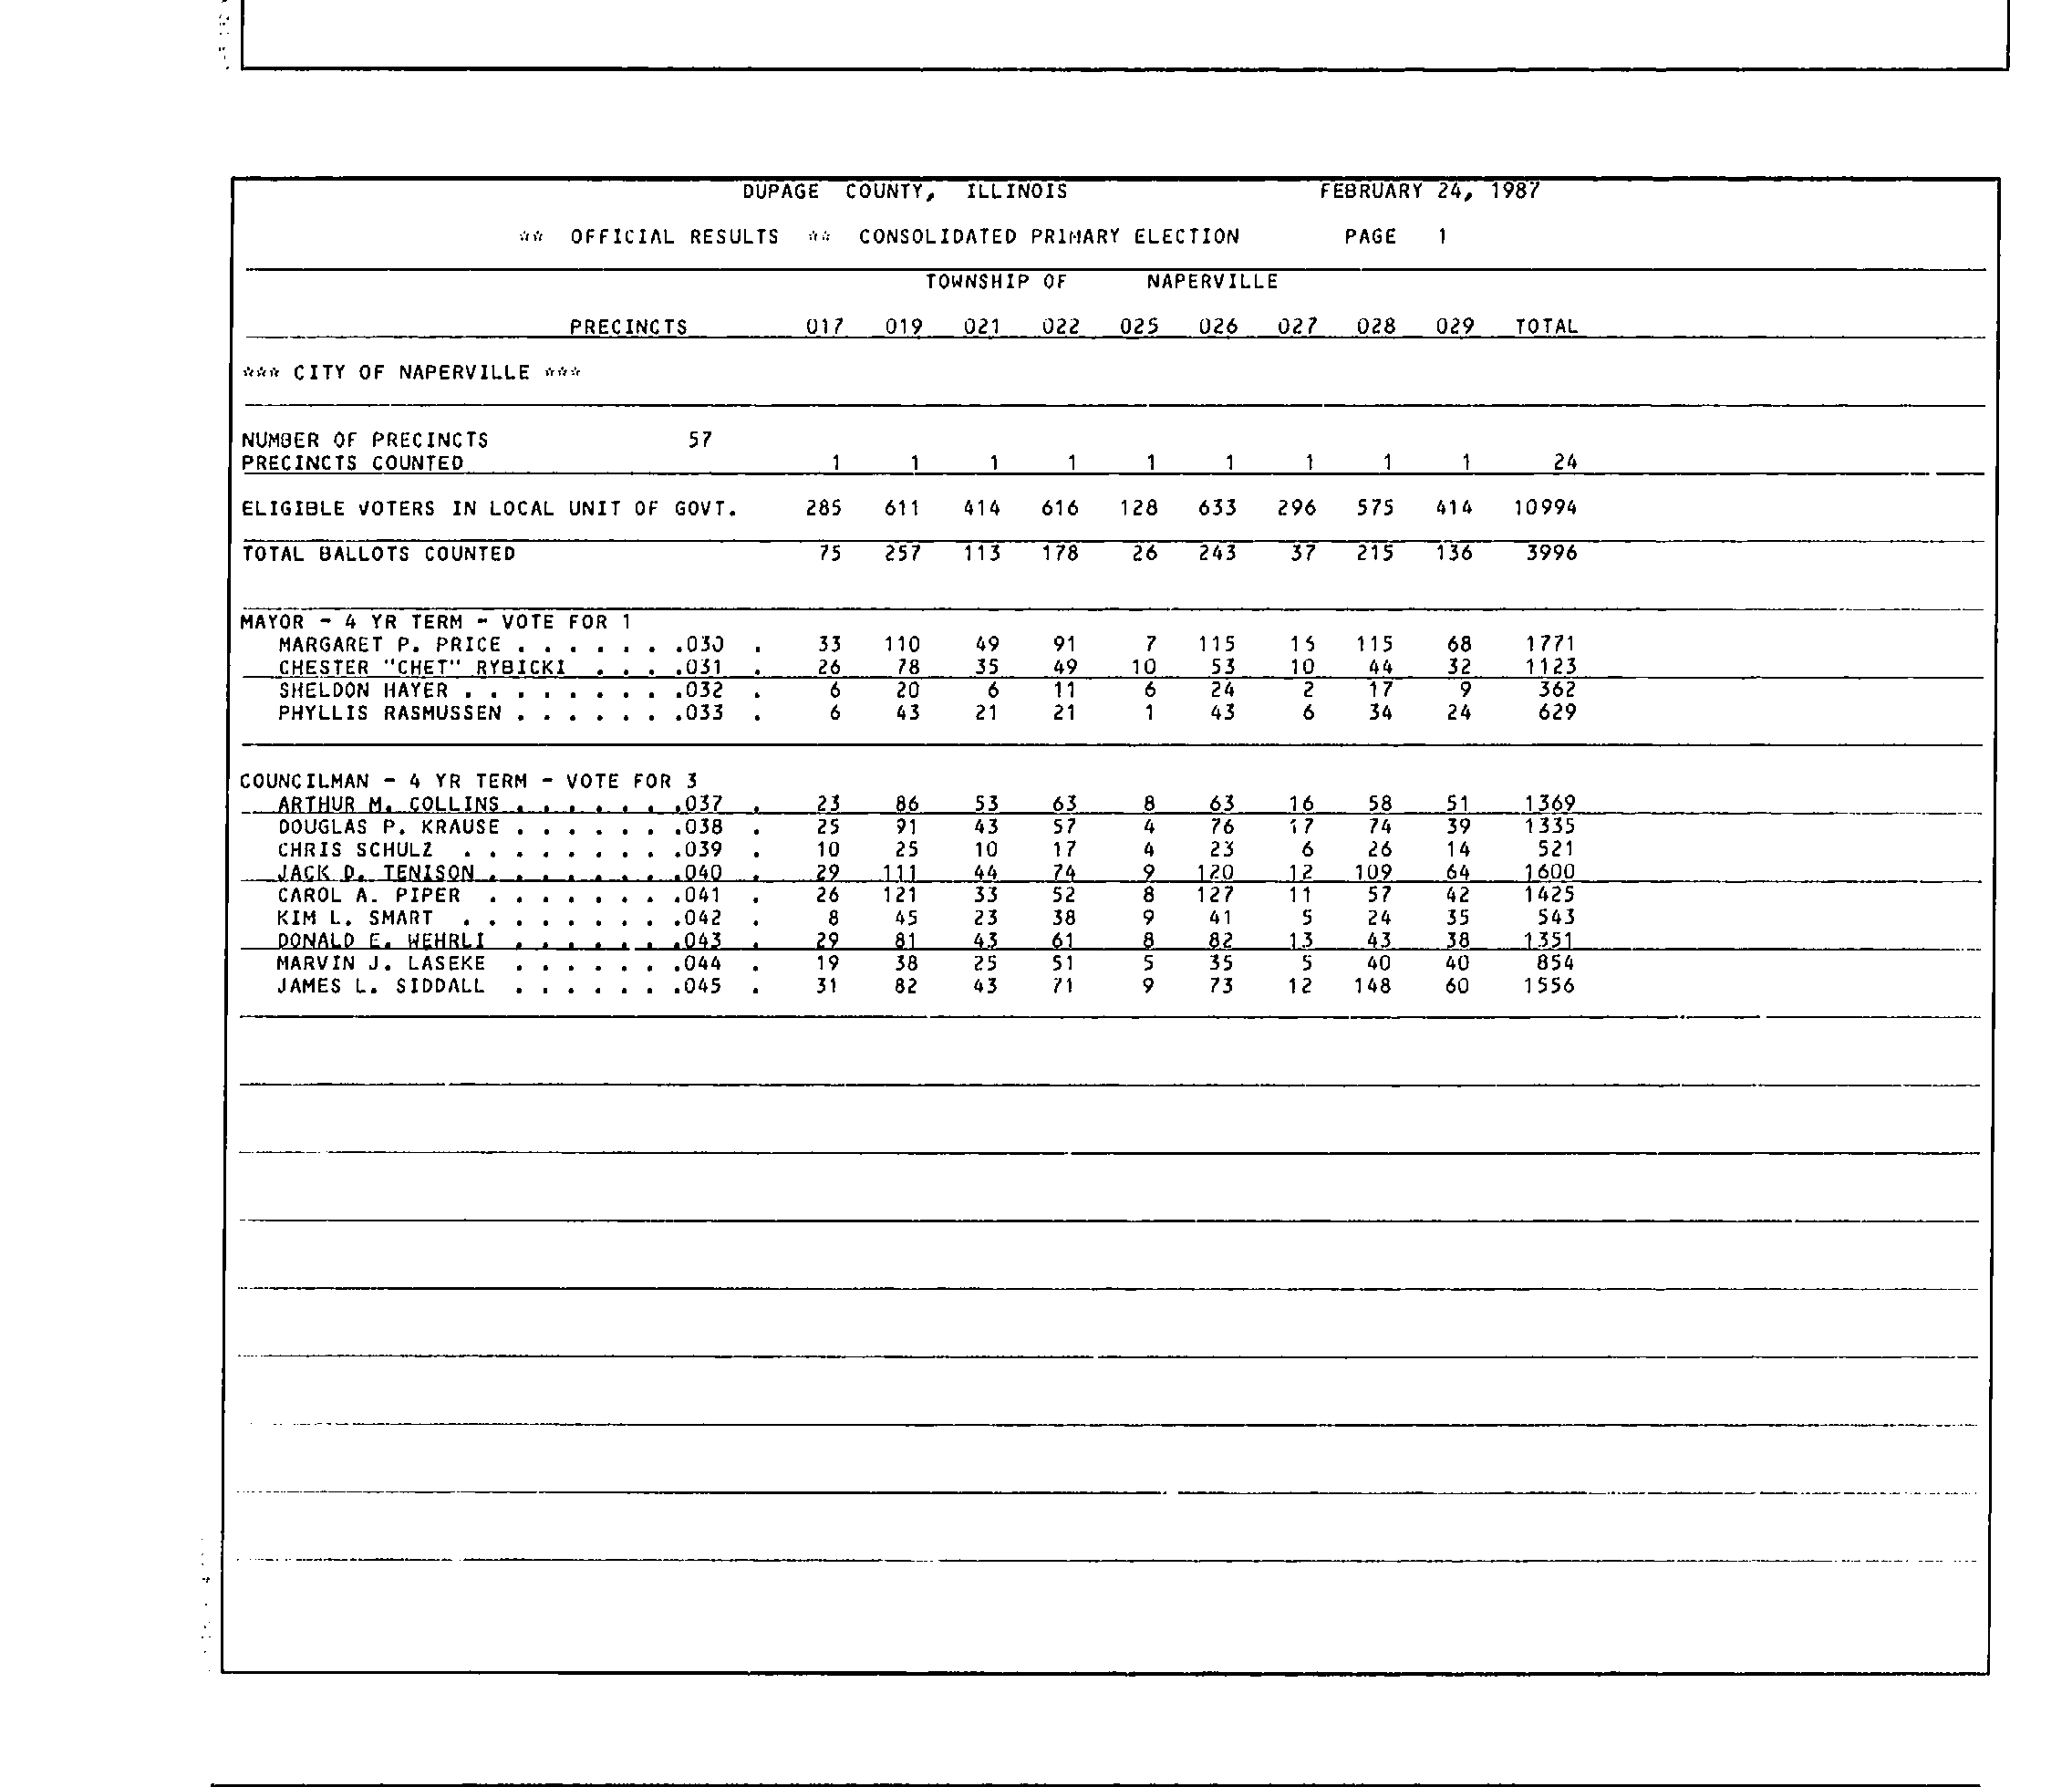 DUPAGE COUNTY, ILLINOIS FEBRUARY 24, 1987
** OFFICIAL RESULTS ** CONSOLIDATED PRIMARY ELECTION PAGE 1
TOWNSHIP OF NAPERVILLE
PRECINCTS 017 019 021 022 025 026 027 028 029 TOTAL
*** CITY OF NAPERVILLE ***
NUMBER OF PRECINCTS 57
PRECINCTS COUNTED 1 1 1 1 1 1 1 1 1 24
ELIGIBLE VOTERS IN LOCAL UNIT OF GOVT. 285 611 414 616 128 633 296 575 414 10994
TOTAL BALLOTS COUNTED 75 257 113 178 26 243 37 215 136 3996
MAYOR - 4 YR TERM - VOTE FOR 1
MARGARET P. PRICE . . . . . . .030 . 33 110 49 91 7 115 115 68 1771
CHESTER "CHET" RYBICKI . . . .031 . 26 78 35 49 10 53 10 44 32 1123
SHELDON HAYER . . . . . . . . .032 . 6 20 6 11 6 24 2 17 9 362
PHYLLIS RASMUSSEN . . . . . . .033 . 6 43 21 21 1 43 6 34 24 629
COUNCILMAN - 4 YR TERM - VOTE FOR 3
ARTHUR M. COLLINS . . . . . . .037 . 23 86 53 63 8 63 16 58 51 1369
DOUGLAS P. KRAUSE . . . . . . .038 . 25 91 43 57 4 76 17 74 39 1335
CHRIS SCHULZ . . . . . . . . .039 . 10 25 10 17 4 23 6 26 14 521
JACK D. TENISON . . . . . . . .040 . 29 111 44 74 9 120 12 109 64 1600
CAROL A. PIPER . . . . . . . .041 . 26 121 33 52 8 127 11 57 42 1425
KIM L. SMART . . . . . . . . .042 . 8 45 23 38 9 41 5 24 35 543
DONALD E. WEHRLI . . . . . . .043 . 29 81 43 61 8 82 13 43 38 1351
MARVIN J. LASEKE . . . . . . .044 . 19 38 25 51 5 35 5 40 40 854
JAMES L. SIDDALL . . . . . . .045 . 31 82 43 71 9 73 12 148 60 1556